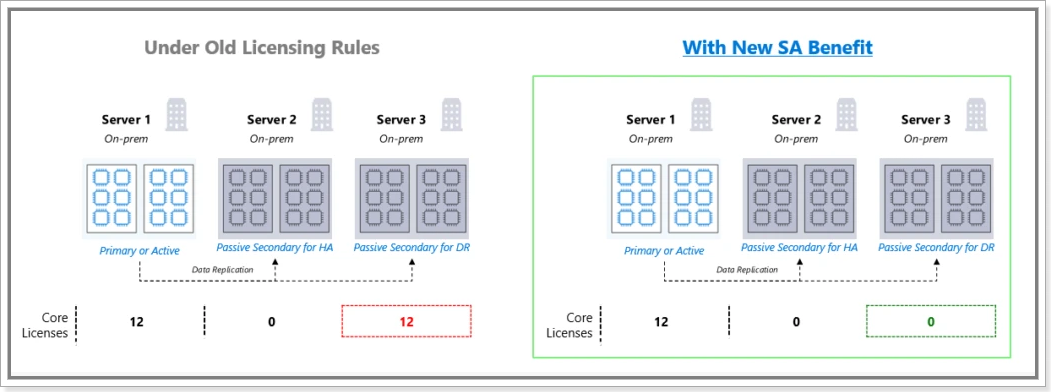 Under Old Licensing Rules
Server 1
Server 2
Server 3
On-prem
On-prem
On-prem
Primary or Active
Passive Secondary for HA
Passive Secondary for DR
Data Replication
Core
Licenses
12
0
12
With New SA Benefit
Server 1
Server 2
Server 3
On-prem
On-prem
On-prem
Primary or Active
Passive Secondary for HA
Passive Secondary for DR
Data Replication
Core
Licenses
12
0
0